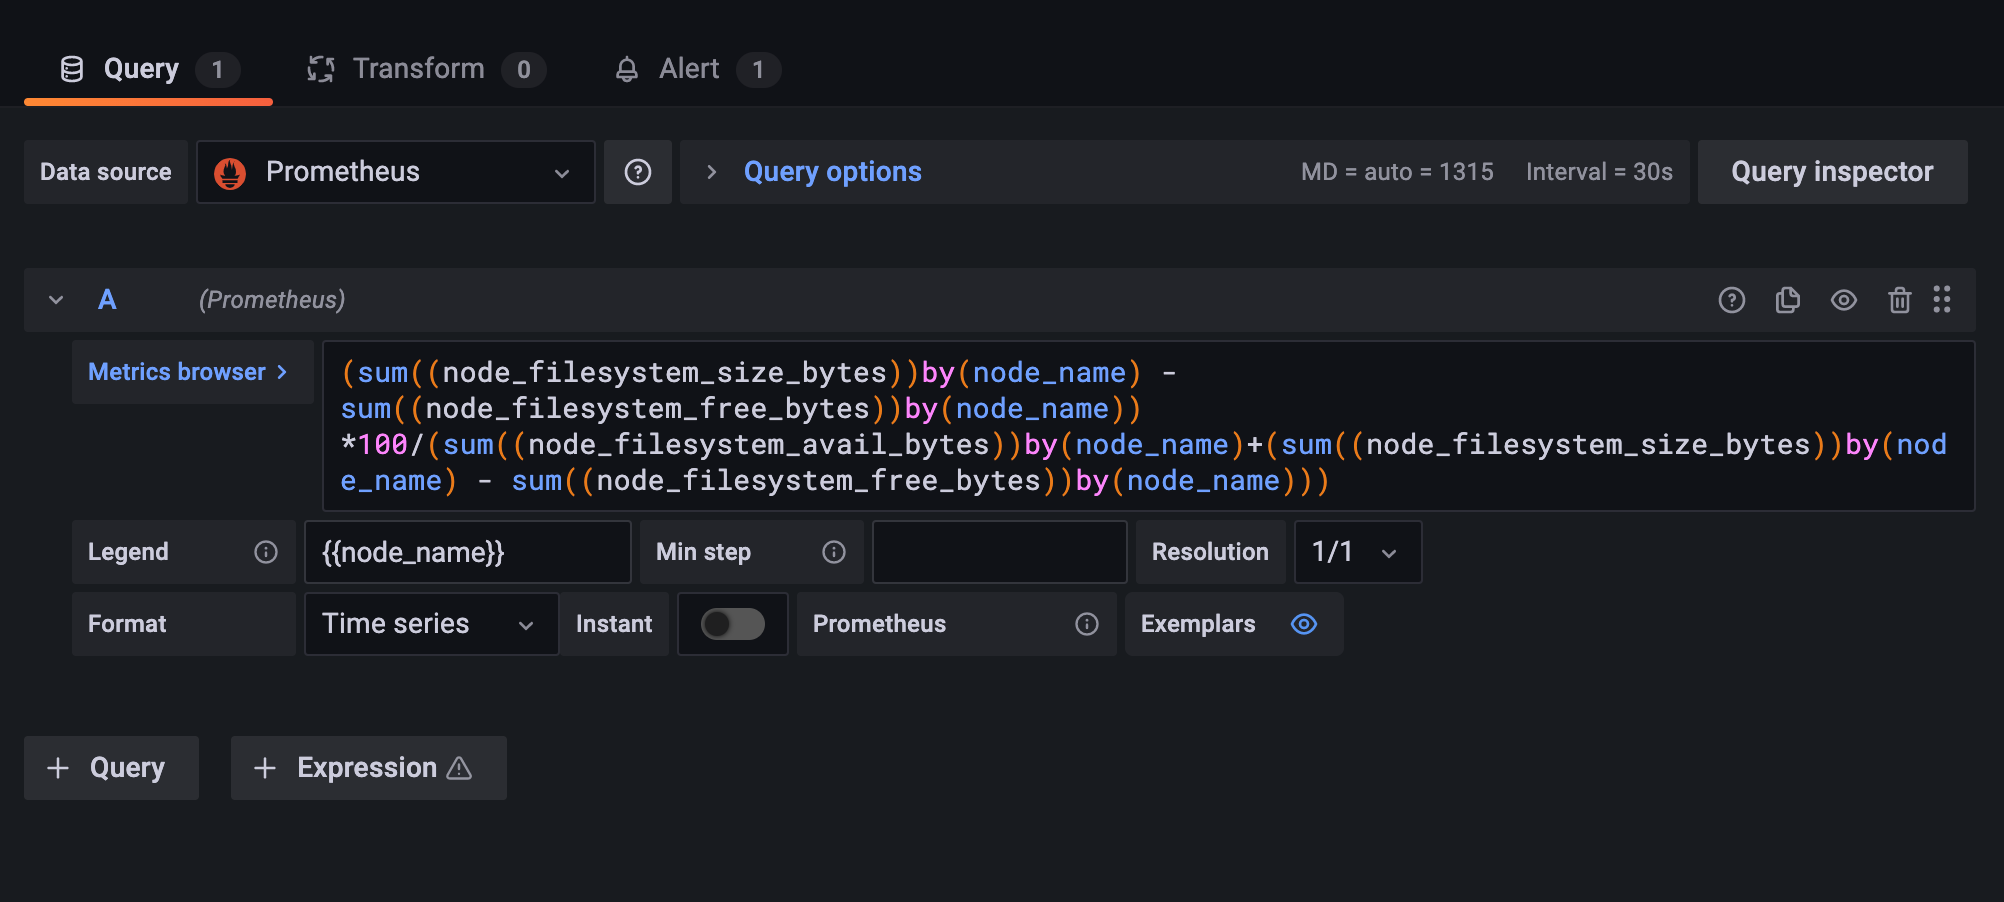 Query 1 Transform 0 Alert 1
Data source Prometheus Query options MD = auto = 1315 Interval = 30s Query inspector
A (Prometheus)
Metrics browser
(sum((node_filesystem_size_bytes))by(node_name) -
sum((node_filesystem_free_bytes))by(node_name))
*100/(sum((node_filesystem_avail_bytes))by(node_name)+(sum((node_filesystem_size_bytes))by(nod
e_name) - sum((node_filesystem_free_bytes))by(node_name)))
Legend {{node_name}} Min step Resolution 1/1
Format Time series Instant Prometheus Exemplars
+ Query + Expression